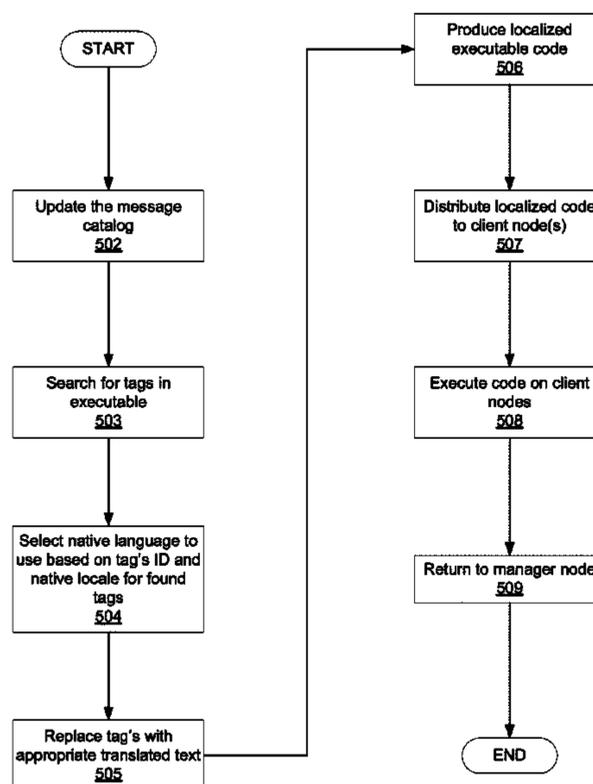 START
Update the message
catalog
502
Search for tags in
executable
503
Select native language to
use based on tag's ID and
native locale for found
tags
504
Replace tag's with
appropriate translated text
505
Produce localized
executable code
506
Distribute localized code
to client node(s)
507
Execute code on client
nodes
508
Return to manager node
509
END